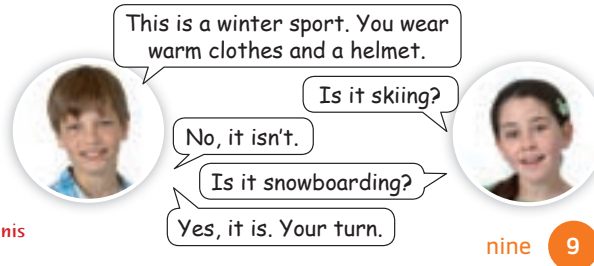 This is a winter sport. You wear
warm clothes and a helmet.
Is it skiing?
No, it isn't.
Is it snowboarding?
Yes, it is. Your turn.
nis
nine 9